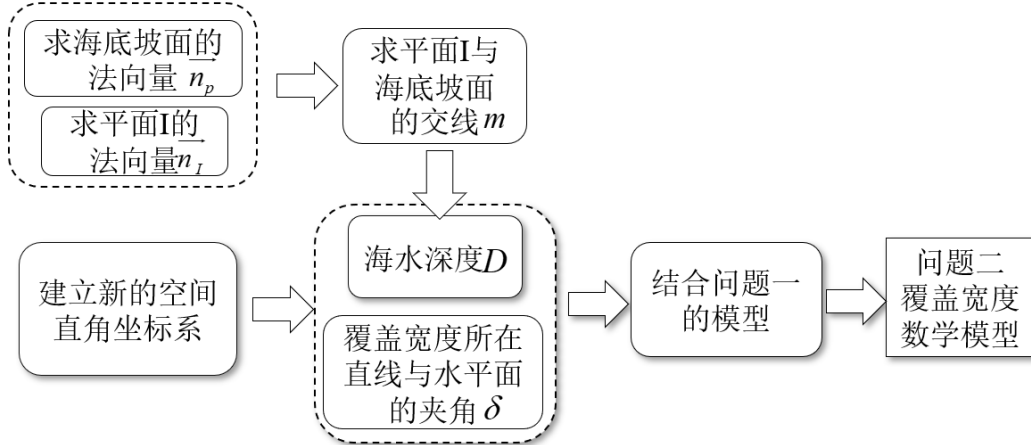 求海底坡面的
法向量 $\overrightarrow{n_p}$
求平面I的
法向量 $\overrightarrow{n_I}$
求平面I与
海底坡面
的交线 m
建立新的空间
直角坐标系
海水深度 D
覆盖宽度所在
直线与水平面
的夹角 δ
结合问题一
的模型
问题二
覆盖宽度
数学模型